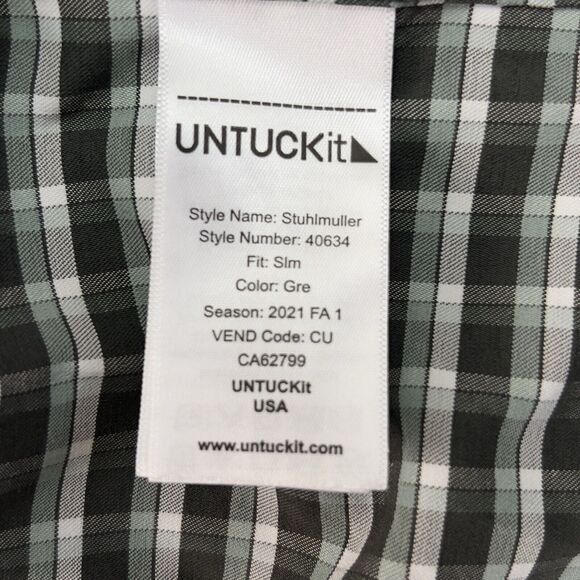 UNTUCKit
Style Name: Stuhlmuller
Style Number: 40634
Fit: Slm
Color: Gre
Season: 2021 FA 1
VEND Code: CU
CA62799
UNTUCKit
USA
www.untuckit.com